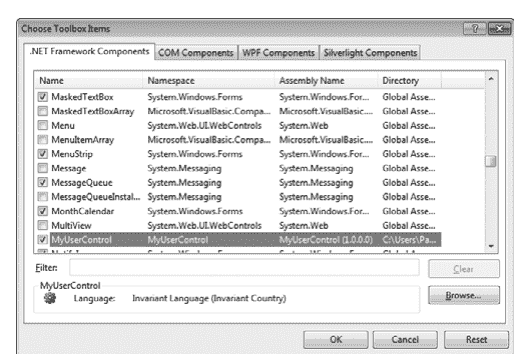 Choose Toolbox Items
.NET Framework Components COM Components WPF Components Silverlight Components
Name Namespace Assembly Name Directory
MaskedTextBox System.Windows.Forms System.Windows.For... Global Asse...
MaskedTextBoxArray Microsoft.VisualBasic.Compa... Microsoft.VisualBasic.... Global Asse...
Menu System.Web.UI.WebControls System.Web Global Asse...
MenuItemArray Microsoft.VisualBasic.Compa... Microsoft.VisualBasic.... Global Asse...
MenuStrip System.Windows.Forms System.Windows.For... Global Asse...
Message System.Messaging System.Messaging Global Asse...
MessageQueue System.Messaging System.Messaging Global Asse...
MessageQueueInstal... System.Messaging System.Messaging Global Asse...
MonthCalendar System.Windows.Forms System.Windows.For... Global Asse...
MultiView System.Web.UI.WebControls System.Web Global Asse...
MyUserControl MyUserControl MyUserControl (1.0.0.0) C:\Users\Pa...
Filter: Clear
MyUserControl
Language: Invariant Language (Invariant Country)
Browse...
OK Cancel Reset